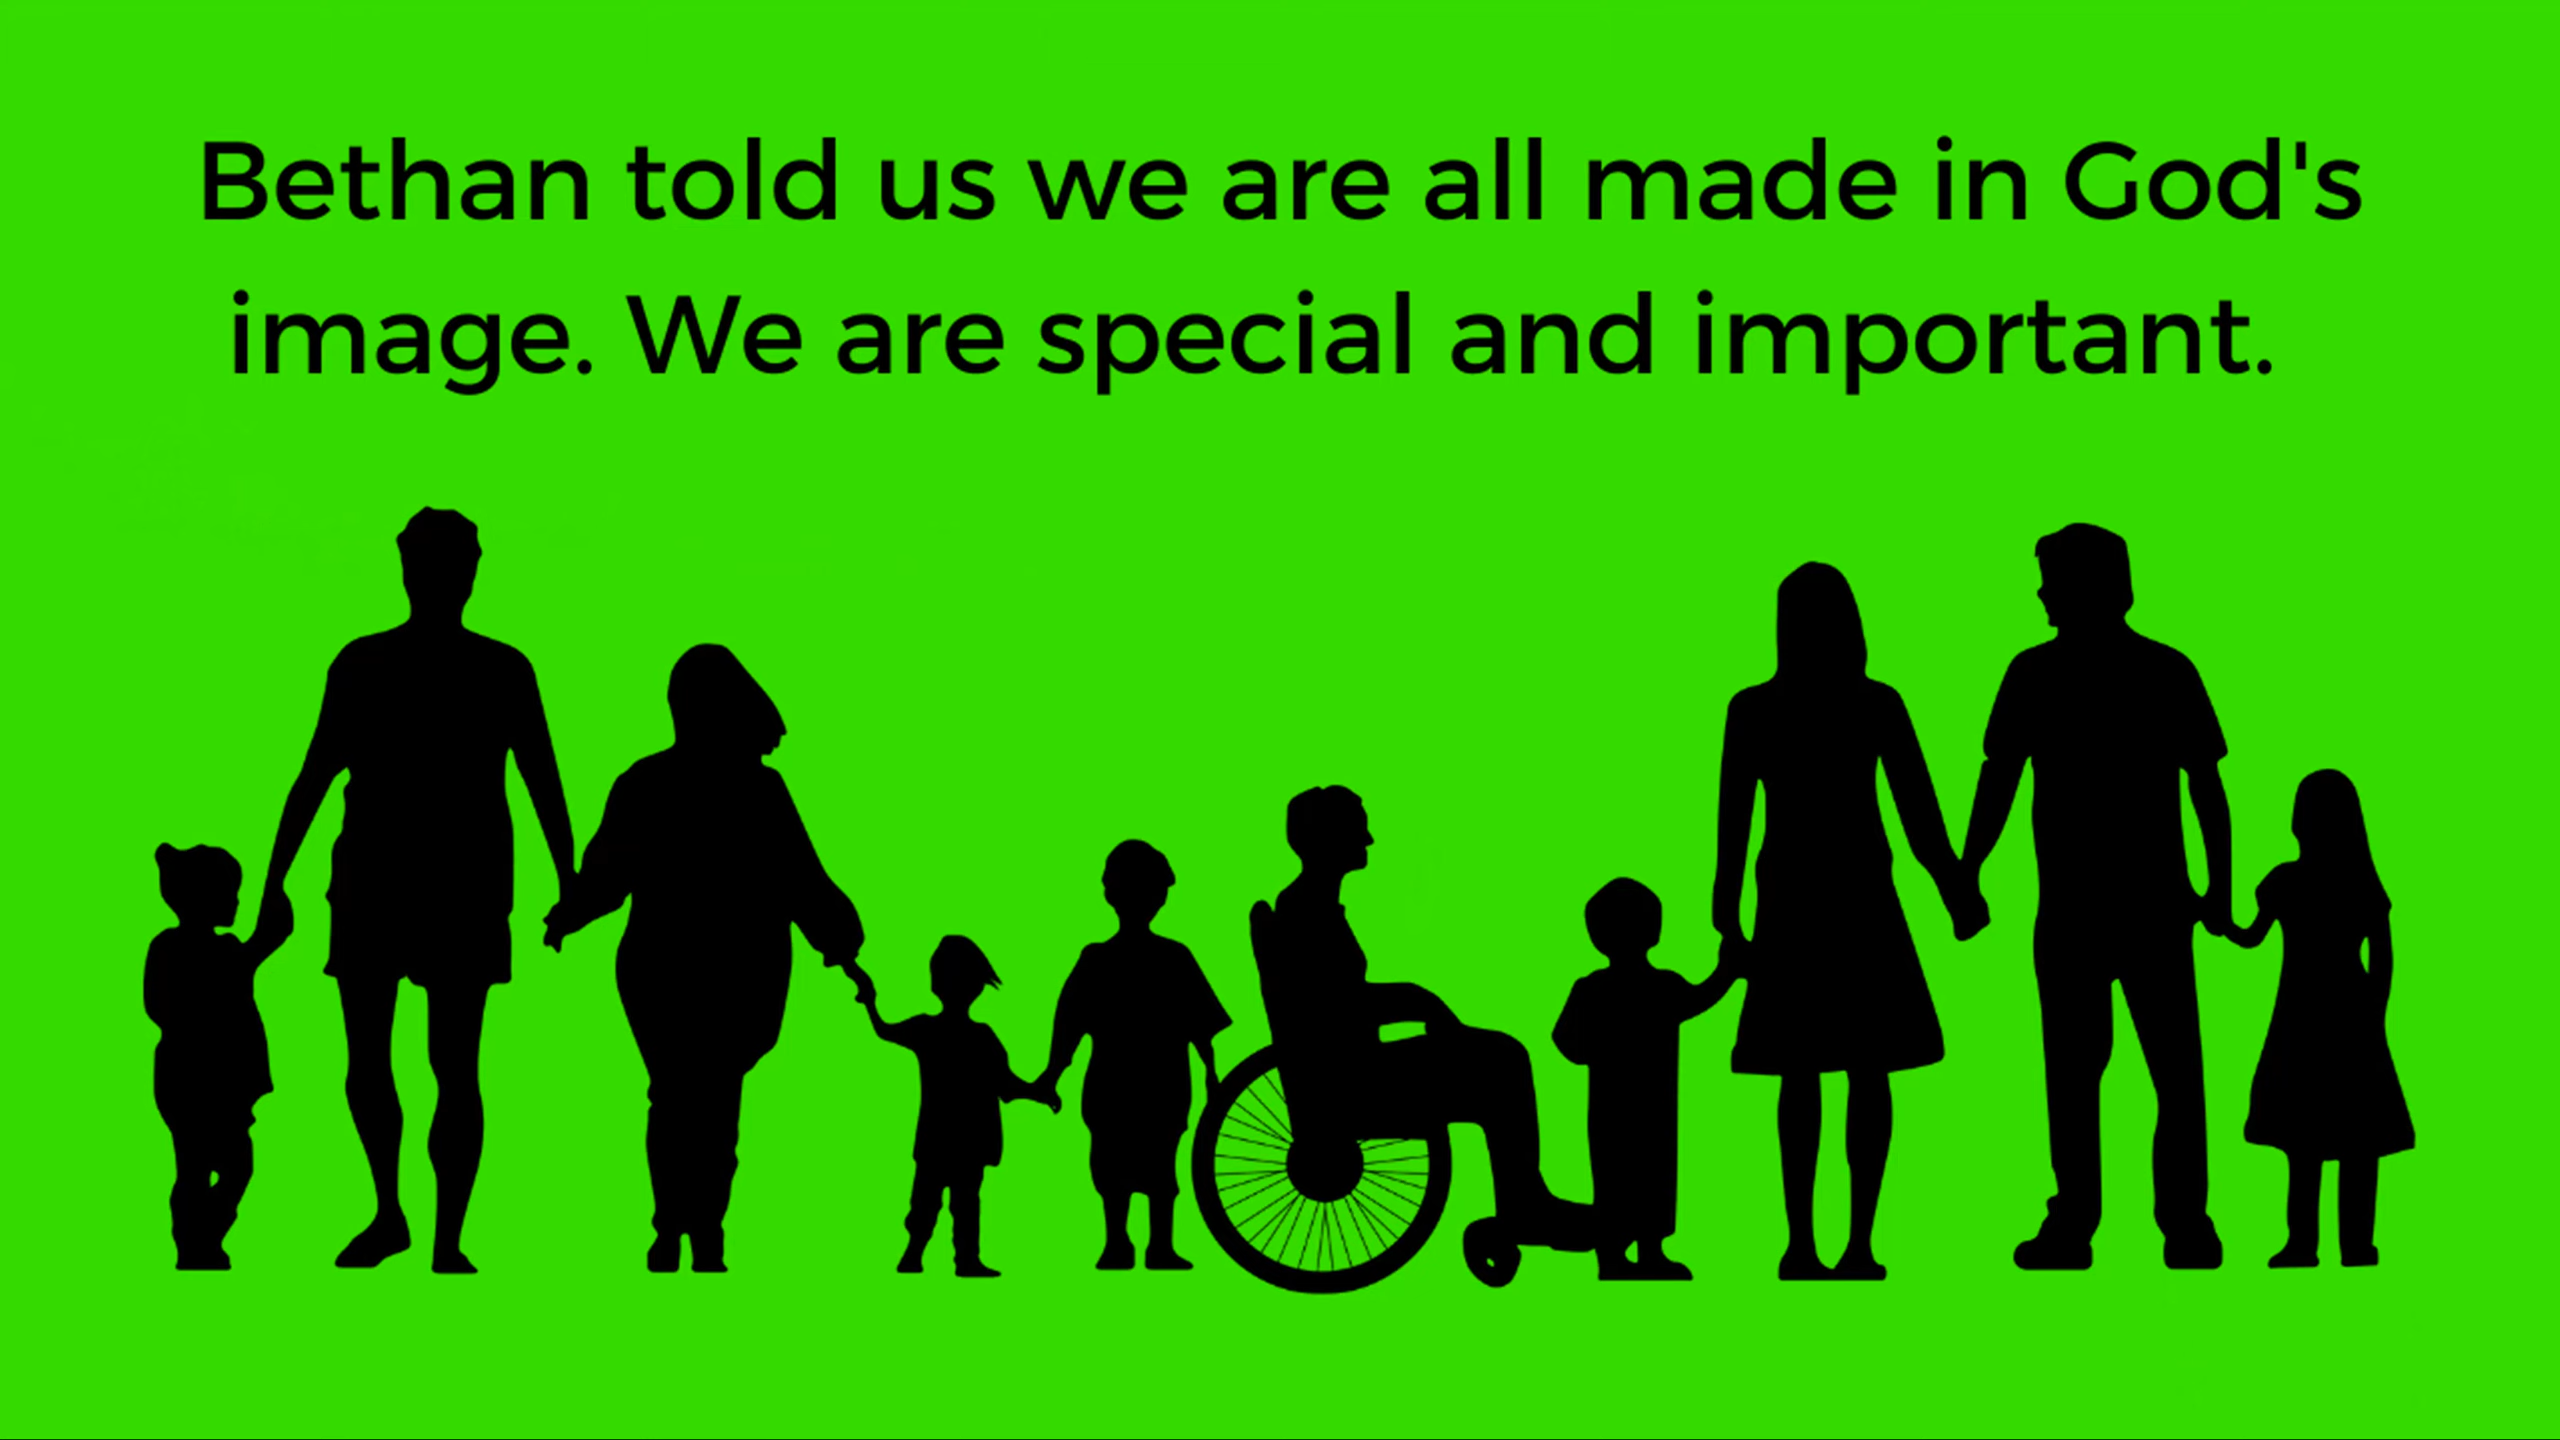 Bethan told us we are all made in God's
image. We are special and important.